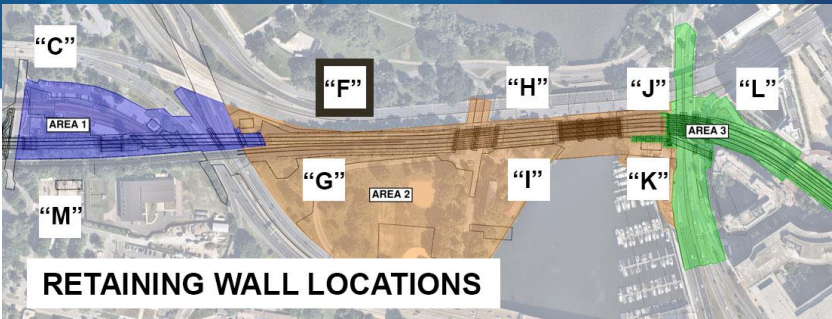 “C”
“F”
“H”
“J”
“L”
AREA 1
AREA 3
“M”
“G”
AREA 2
“I”
“K”
RETAINING WALL LOCATIONS